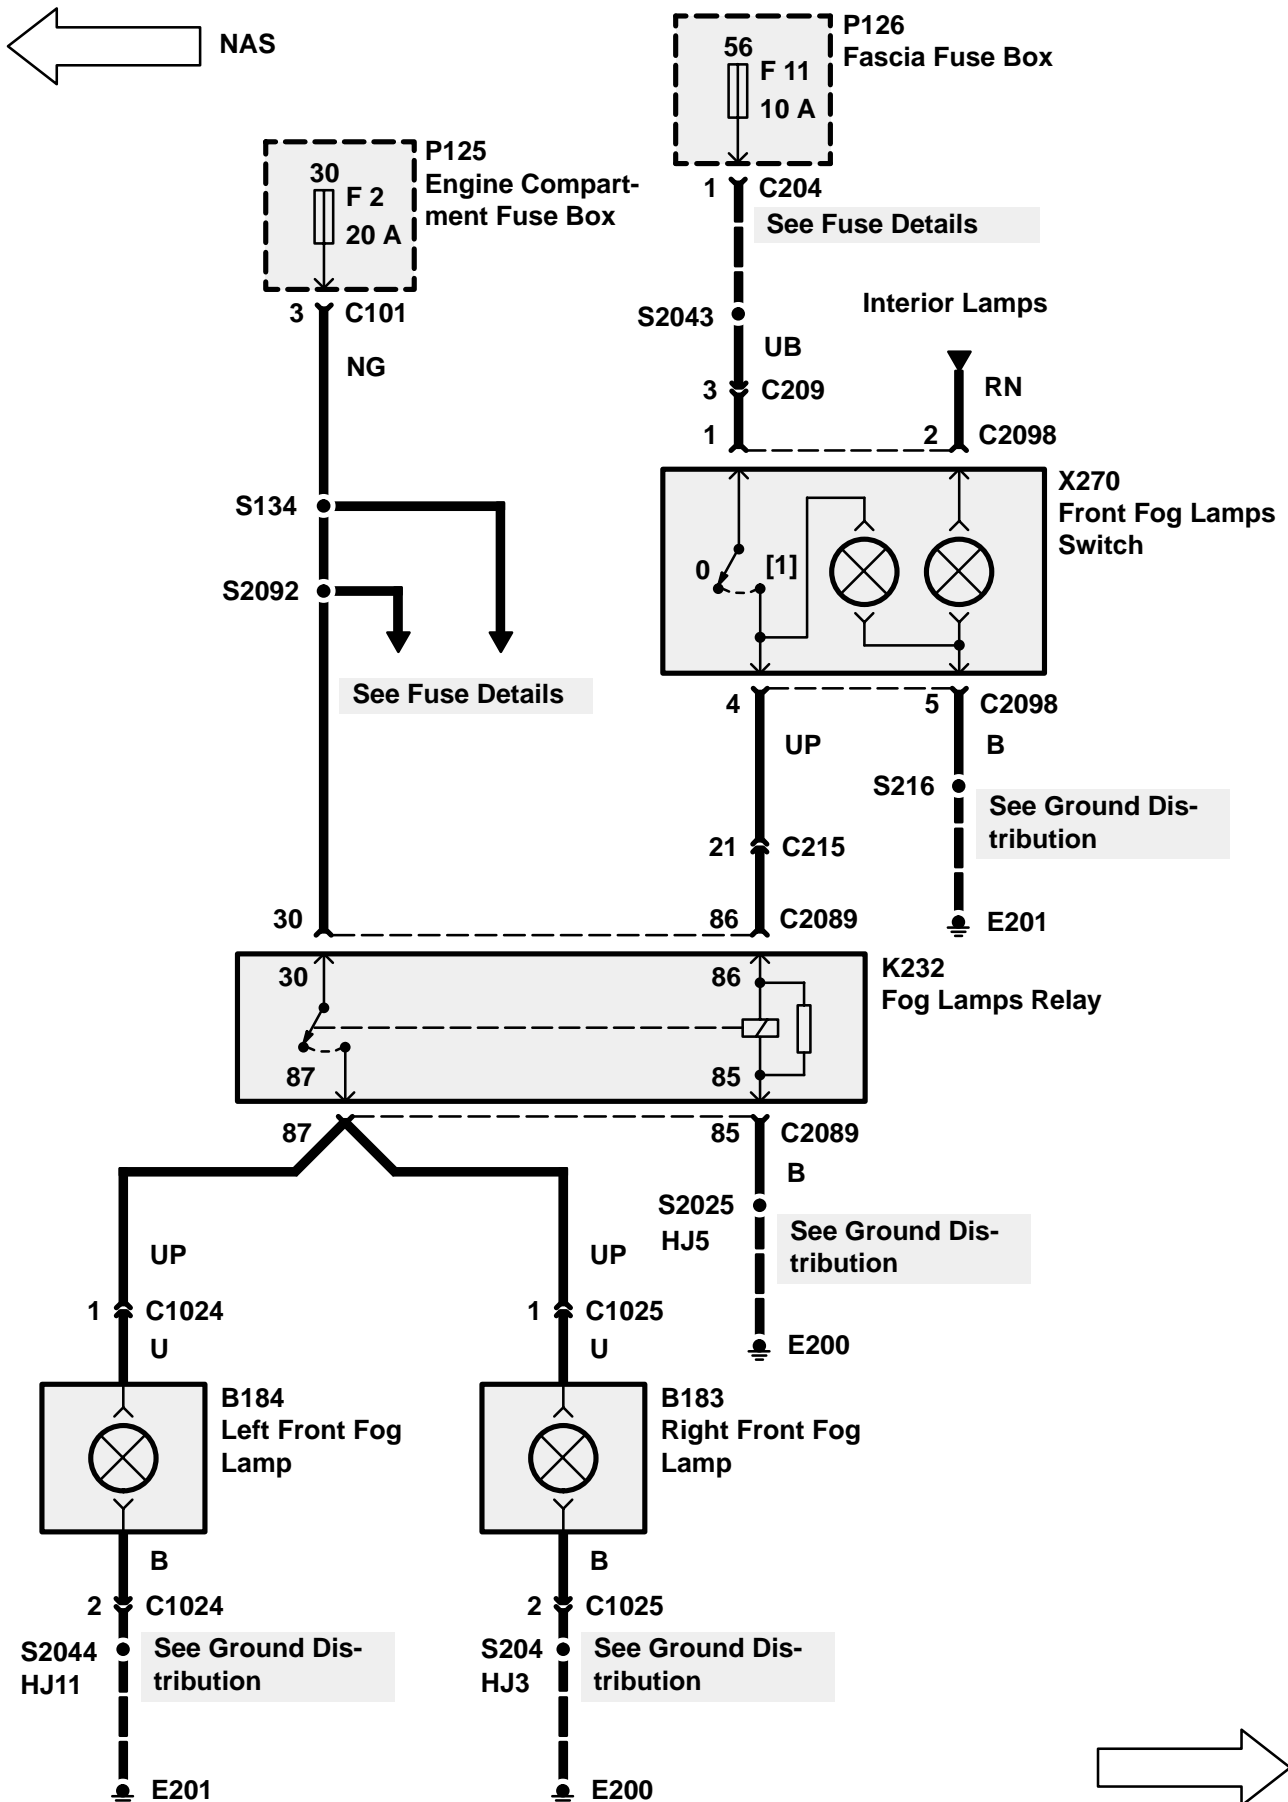 NAS
P126
Fascia Fuse Box
56
F 11
10 A
P125
Engine Compart-
ment Fuse Box
30
F 2
20 A
1 C204
See Fuse Details
3 C101
Interior Lamps
S2043
NG
UB
RN
3 C209
1
2 C2098
X270
Front Fog Lamps
Switch
S134
0 [1]
S2092
See Fuse Details
4
5 C2098
UP
B
S216
See Ground Dis-
tribution
21 C215
30
86 C2089
E201
K232
Fog Lamps Relay
30
86
87
85
87
85 C2089
B
S2025
HJ5
See Ground Dis-
tribution
UP
UP
1 C1024
1 C1025
U
U
E200
B184
Left Front Fog
Lamp
B183
Right Front Fog
Lamp
B
B
2 C1024
2 C1025
S2044
HJ11
See Ground Dis-
tribution
S204
HJ3
See Ground Dis-
tribution
E201
E200